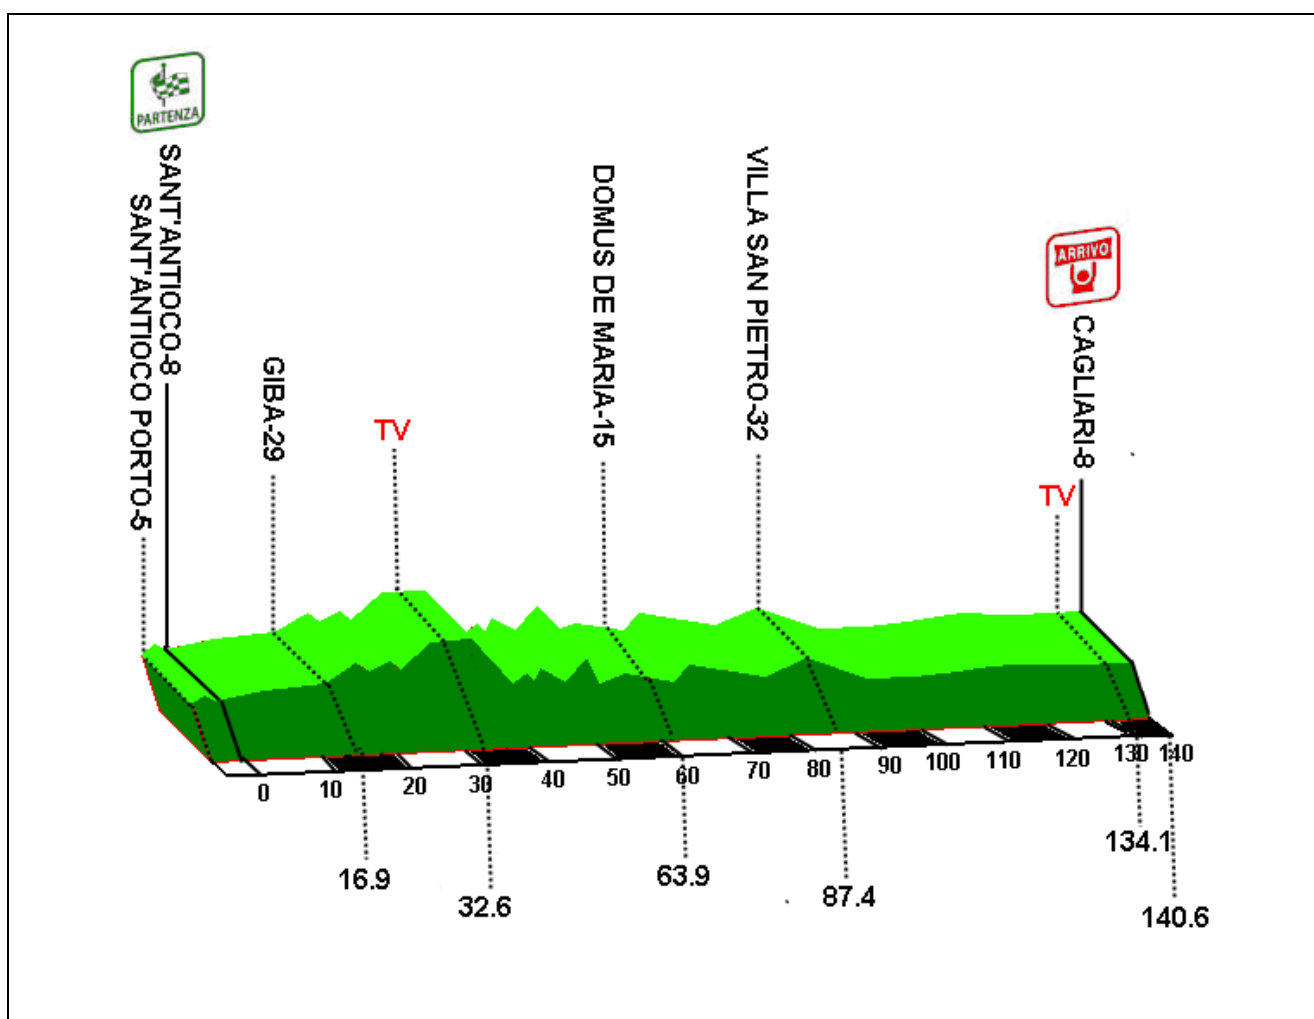 PARTENZA
SANT'ANTIOCO-8
SANT'ANTIOCO PORTO-5
GIBA-29
TV
DOMUS DE MARIA-15
VILLA SAN PIETRO-32
ARRIVO
CAGLIARI-8
TV
0 10 20 30 40 50 60 70 80 90 100 110 120 130 140
16.9
32.6
63.9
87.4
134.1
140.6